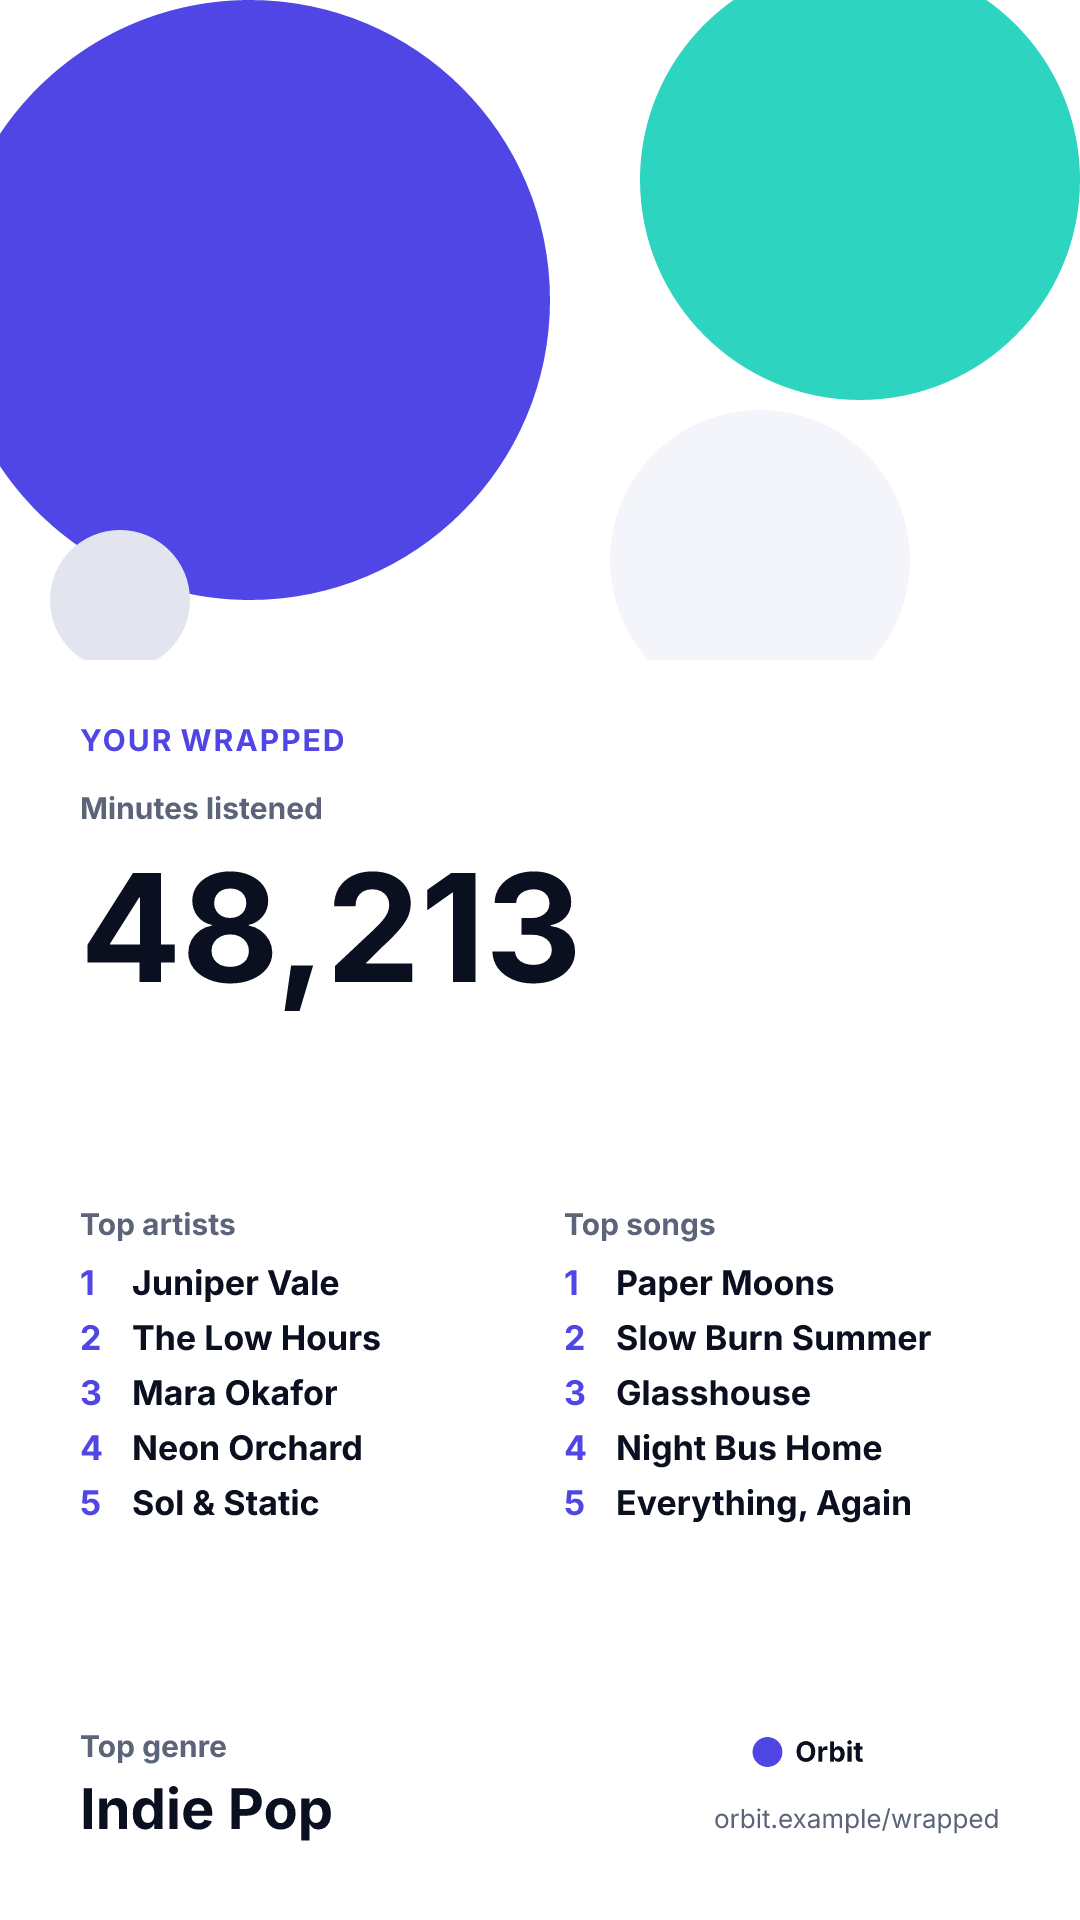 YOUR WRAPPED
Minutes listened
48,213
Top artists
1 Juniper Vale
2 The Low Hours
3 Mara Okafor
4 Neon Orchard
5 Sol & Static
Top songs
1 Paper Moons
2 Slow Burn Summer
3 Glasshouse
4 Night Bus Home
5 Everything, Again
Top genre
Indie Pop
Orbit
orbit.example/wrapped